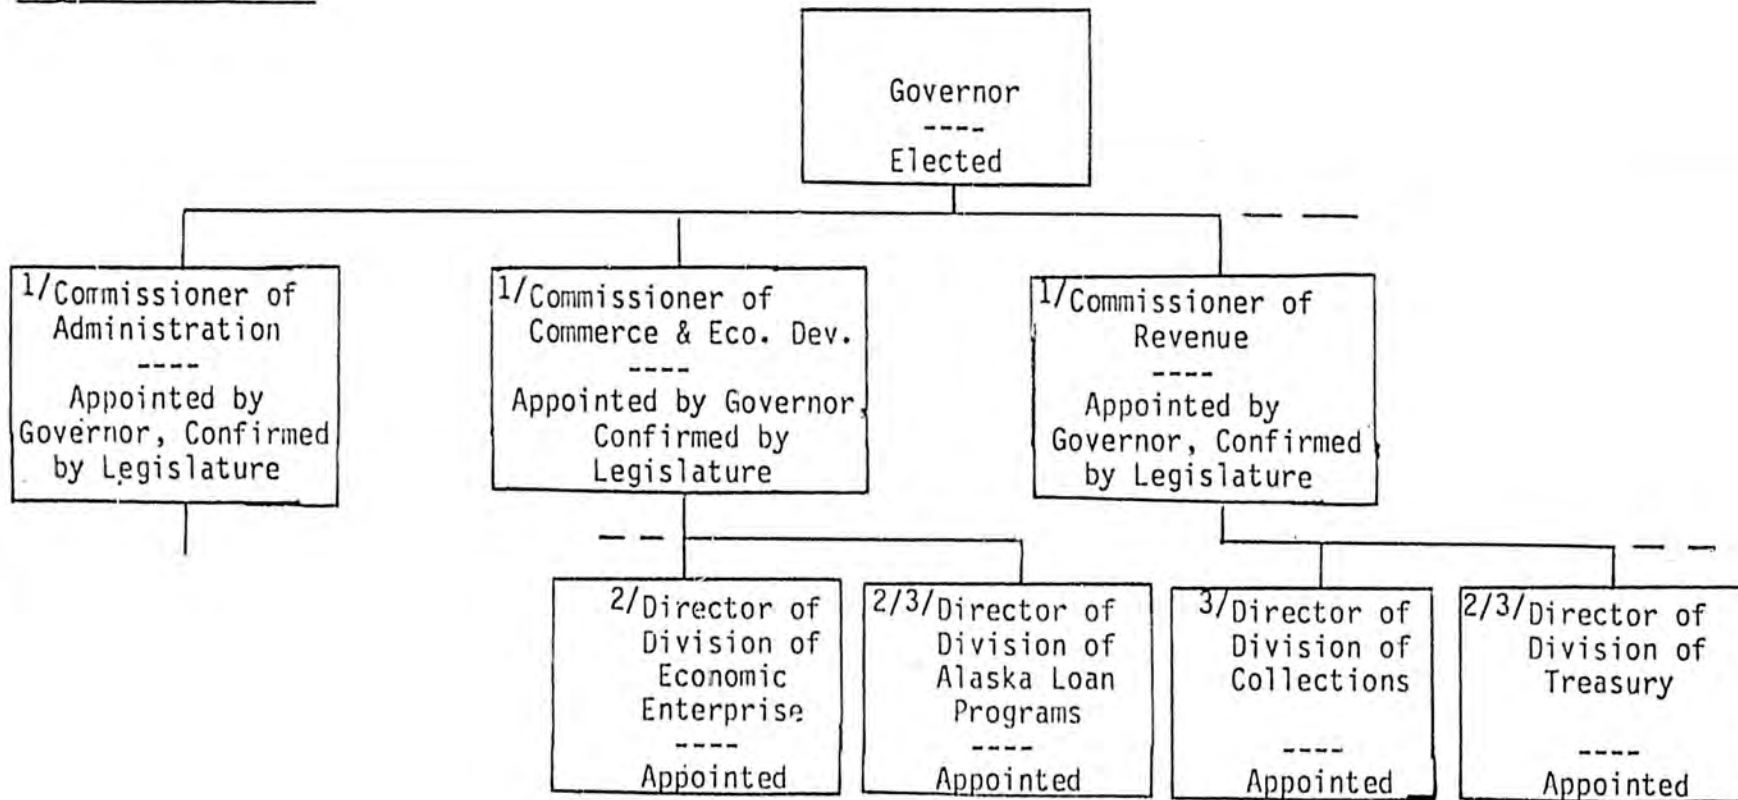 Governor
----
Elected
1/Commissioner of
Administration
----
Appointed by
Governor, Confirmed
by Legislature
1/Commissioner of
Commerce & Eco. Dev.
----
Appointed by Governor,
Confirmed by
Legislature
1/Commissioner of
Revenue
----
Appointed by
Governor, Confirmed
by Legislature
2/Director of
Division of
Economic
Enterprise
----
Appointed
2/3/Director of
Division of
Alaska Loan
Programs
----
Appointed
3/Director of
Division of
Collections
----
Appointed
2/3/Director of
Division of
Treasury
----
Appointed